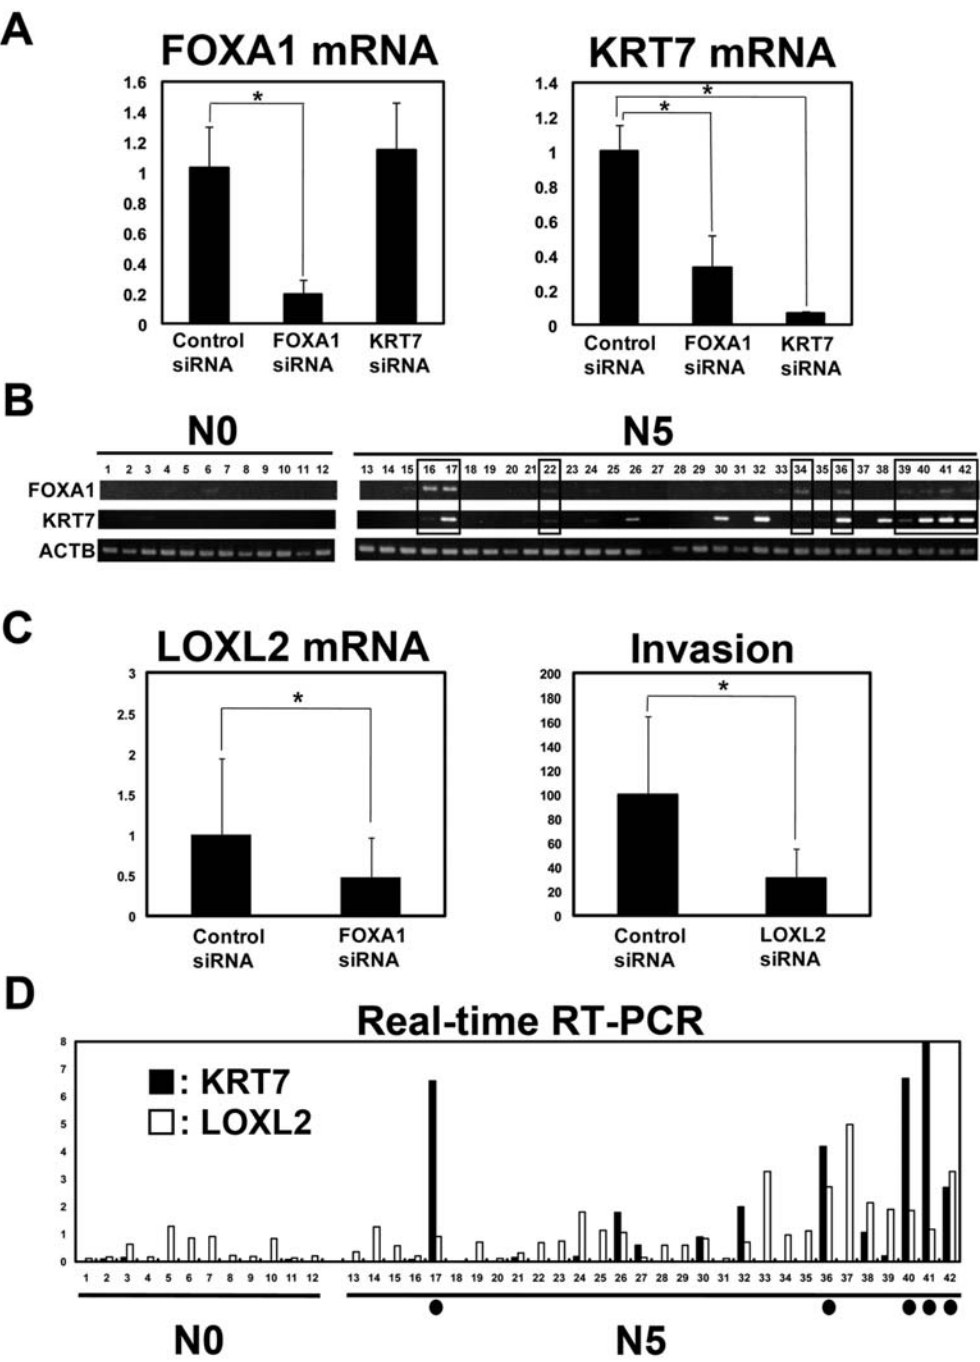 A
FOXA1 mRNA
KRT7 mRNA
1.6
1.4
1.2
1
0.8
0.6
0.4
0.2
0
1.4
1.2
1
0.8
0.6
0.4
0.2
0
*
*
*
Control siRNA
FOXA1 siRNA
KRT7 siRNA
Control siRNA
FOXA1 siRNA
KRT7 siRNA
B
N0
N5
1 2 3 4 5 6 7 8 9 10 11 12
13 14 15 16 17 18 19 20 21 22 23 24 25 26 27 28 29 30 31 32 33 34 35 36 37 38 39 40 41 42
FOXA1
KRT7
ACTB
C
LOXL2 mRNA
Invasion
3
2.5
2
1.5
1
0.5
0
200
180
160
140
120
100
80
60
40
20
0
*
*
Control siRNA
FOXA1 siRNA
Control siRNA
LOXL2 siRNA
D
Real-time RT-PCR
8
7
6
5
4
3
2
1
0
: KRT7
: LOXL2
1 2 3 4 5 6 7 8 9 10 11 12
13 14 15 16 17 18 19 20 21 22 23 24 25 26 27 28 29 30 31 32 33 34 35 36 37 38 39 40 41 42
N0
N5